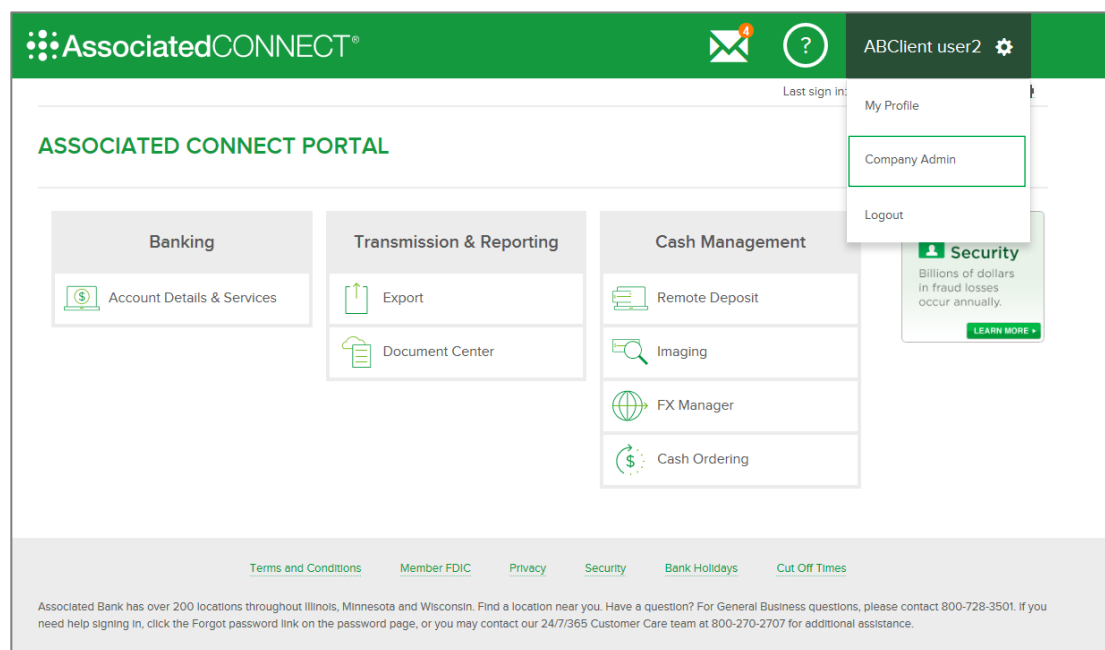 AssociatedCONNECT®
4
?
ABClient user2
Last sign in:
My Profile
Company Admin
Logout
ASSOCIATED CONNECT PORTAL
Banking
$
Account Details & Services
Transmission & Reporting
Export
Document Center
Cash Management
Remote Deposit
Imaging
FX Manager
$
Cash Ordering
Security
Billions of dollars
in fraud losses
occur annually.
LEARN MORE
Terms and Conditions Member FDIC Privacy Security Bank Holidays Cut Off Times
Associated Bank has over 200 locations throughout Illinois, Minnesota and Wisconsin. Find a location near you. Have a question? For General Business questions, please contact 800-728-3501. If you
need help signing in, click the Forgot password link on the password page, or you may contact our 24/7/365 Customer Care team at 800-270-2707 for additional assistance.